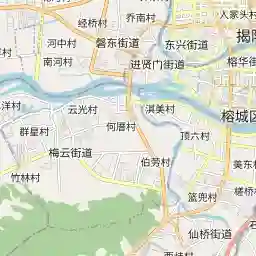 乔南村
人家头村
经桥村
揭阳
河中村
磐东街道
东兴街道
南河村
进贤门街道
榕华街道
洋村
云光村
淇美村
榕城区
群星村
何厝村
顶六村
梅云街道
伯劳村
美东村
竹林村
篮兜村
槎桥村
仙桥街道